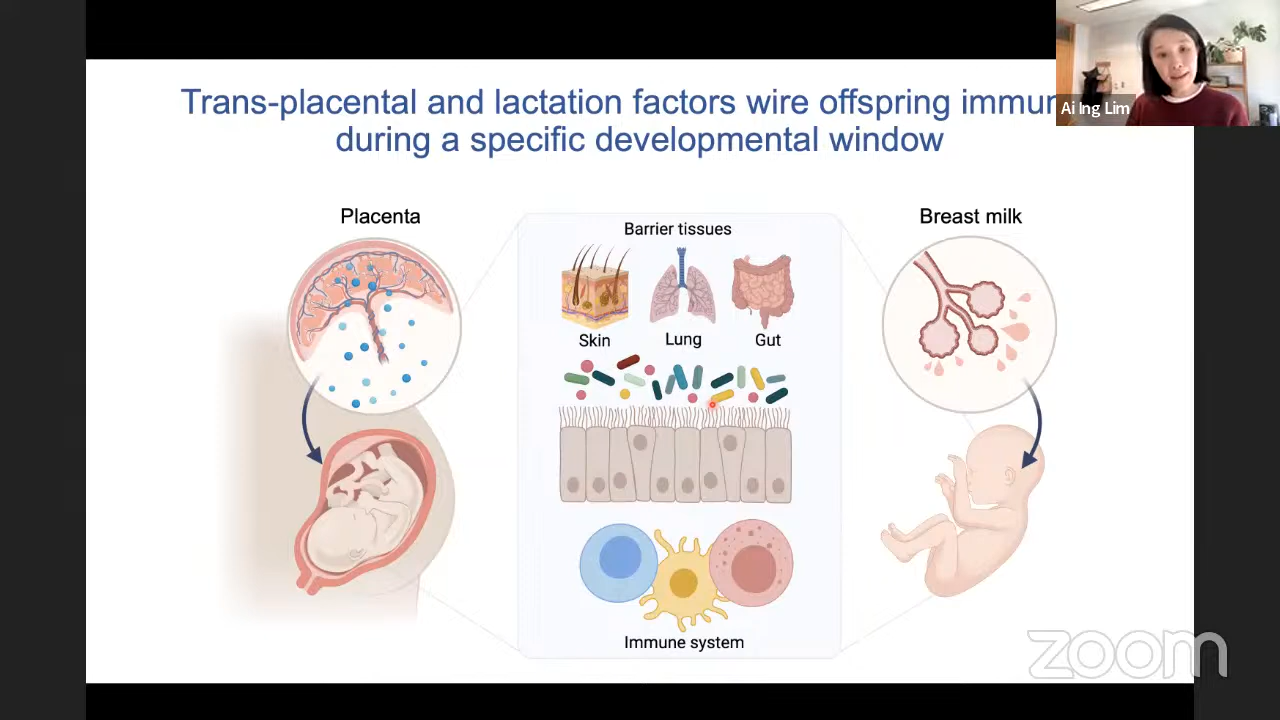 Trans-placental and lactation factors wire offspring
during a specific developmental window
Ai Ing Lim
Placenta
Barrier tissues
Breast milk
Skin
Lung
Gut
Immune system
zoom